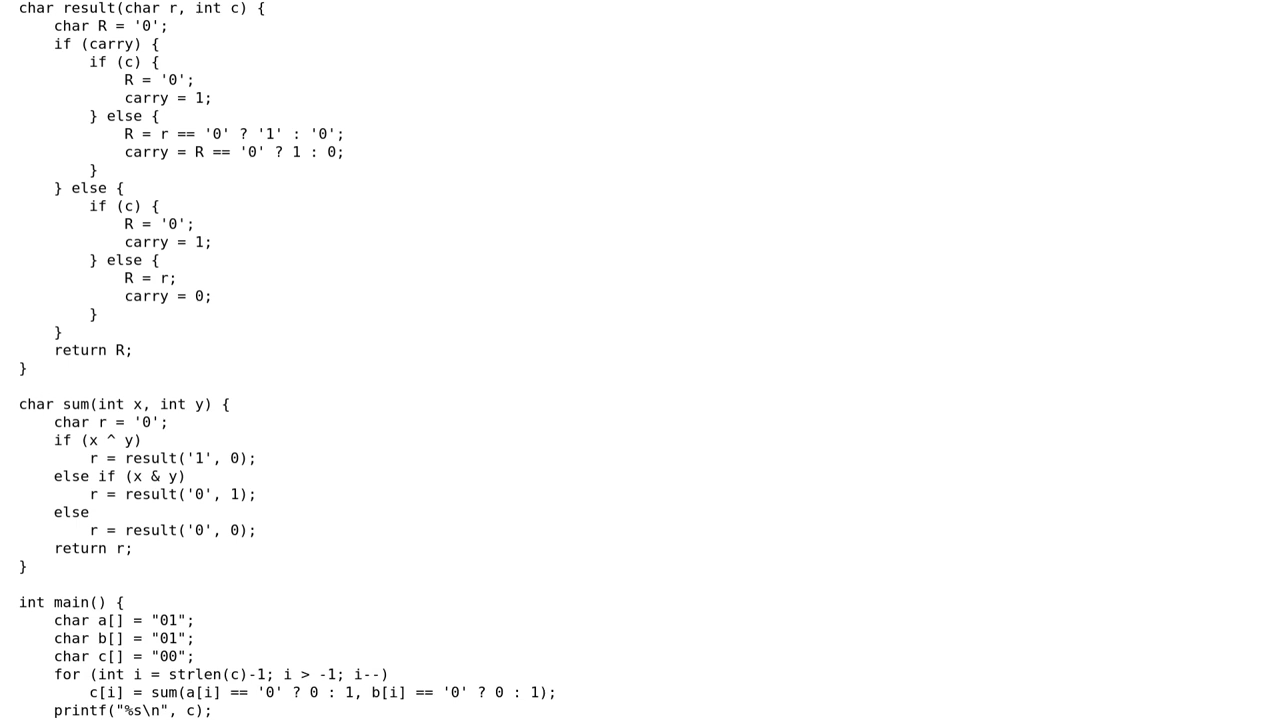 char result(char r, int c) {
    char R = '0';
    if (carry) {
        if (c) {
            R = '0';
            carry = 1;
        } else {
            R = r == '0' ? '1' : '0';
            carry = R == '0' ? 1 : 0;
        }
    } else {
        if (c) {
            R = '0';
            carry = 1;
        } else {
            R = r;
            carry = 0;
        }
    }
    return R;
}

char sum(int x, int y) {
    char r = '0';
    if (x ^ y)
        r = result('1', 0);
    else if (x & y)
        r = result('0', 1);
    else
        r = result('0', 0);
    return r;
}

int main() {
    char a[] = "01";
    char b[] = "01";
    char c[] = "00";
    for (int i = strlen(c)-1; i > -1; i--)
        c[i] = sum(a[i] == '0' ? 0 : 1, b[i] == '0' ? 0 : 1);
    printf("%s\n", c);